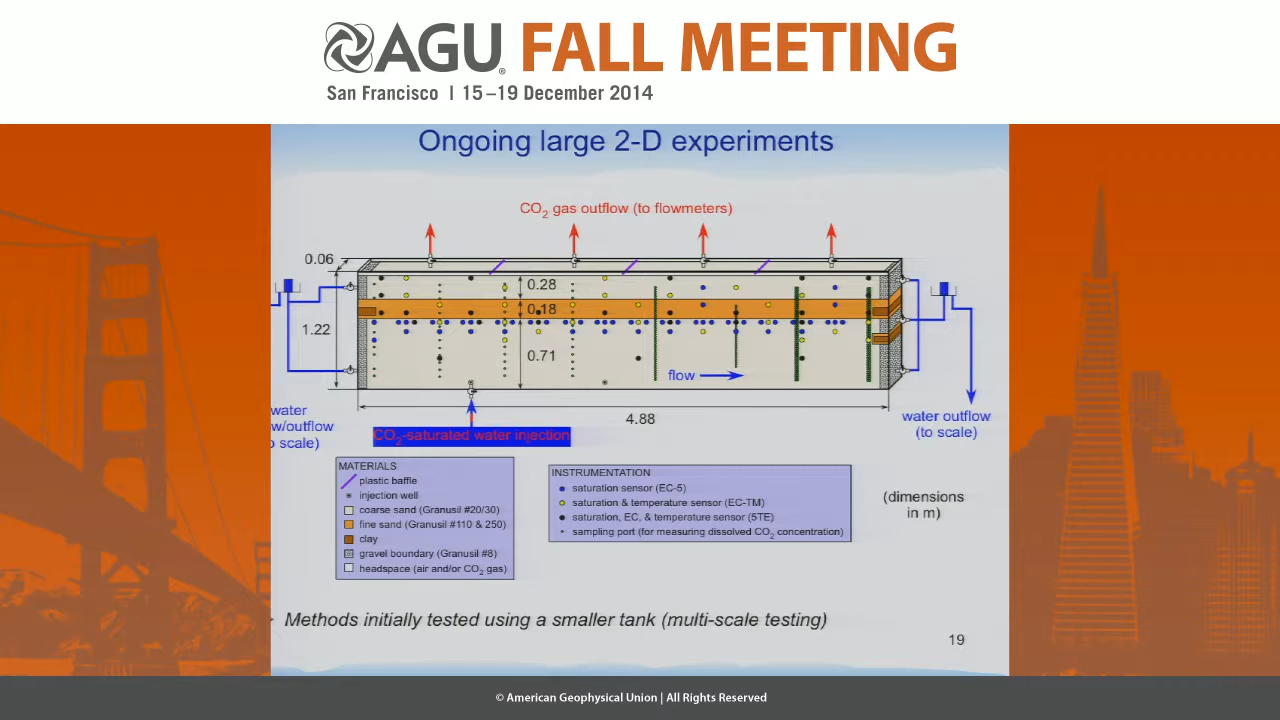 AGU FALL MEETING
San Francisco | 15–19 December 2014
Ongoing large 2-D experiments
CO2 gas outflow (to flowmeters)
0.06
0.28
0.18
1.22
0.71
flow
4.88
water
w/outflow
o scale)
CO2-saturated water injection
water outflow
(to scale)
MATERIALS
plastic baffle
injection well
coarse sand (Granusil #20/30)
fine sand (Granusil #110 & 250)
clay
gravel boundary (Granusil #8)
headspace (air and/or CO2 gas)
INSTRUMENTATION
saturation sensor (EC-5)
saturation & temperature sensor (EC-TM)
saturation, EC, & temperature sensor (5TE)
sampling port (for measuring dissolved CO2 concentration)
(dimensions
in m)
Methods initially tested using a smaller tank (multi-scale testing)
19
© American Geophysical Union | All Rights Reserved